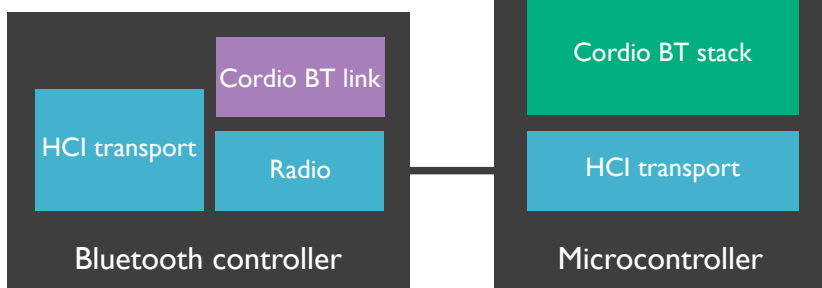 Cordio BT link
HCI transport
Radio
Bluetooth controller
Cordio BT stack
HCI transport
Microcontroller